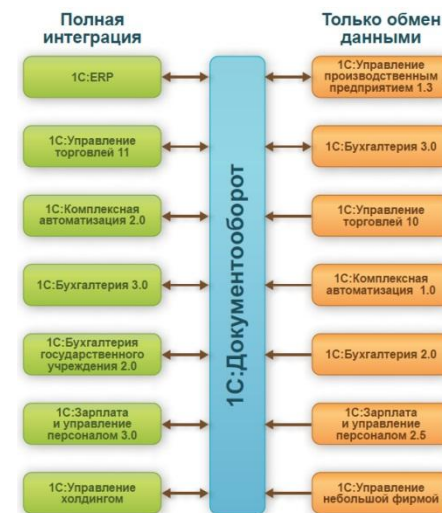 Полная
интеграция
1С:ERP
1С:Управление
торговлей 11
1С:Комплексная
автоматизация 2.0
1С:Бухгалтерия 3.0
1С:Бухгалтерия
государственного
учреждения 2.0
1С:Зарплата
и управление
персоналом 3.0
1С:Управление
холдингом
1С:Документооборот
Только обмен
данными
1С:Управление
производственным
предприятием 1.3
1С:Бухгалтерия 3.0
1С:Управление
торговлей 10
1С:Комплексная
автоматизация 1.0
1С:Бухгалтерия 2.0
1С:Зарплата
и управление
персоналом 2.5
1С:Управление
небольшой фирмой